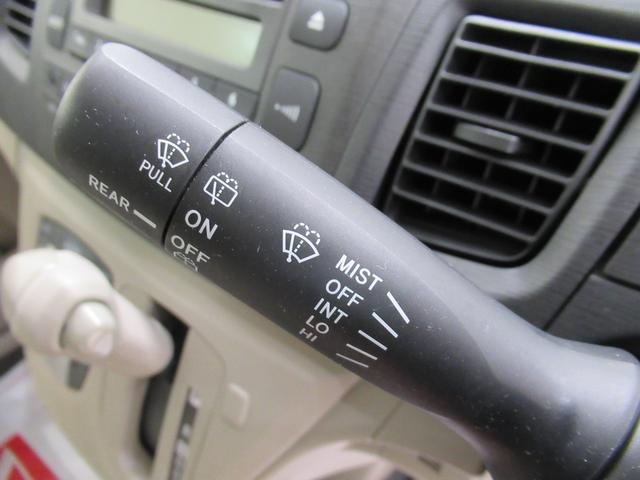 PULL
REAR
ON
OFF
MIST
OFF
INT
LO
HI